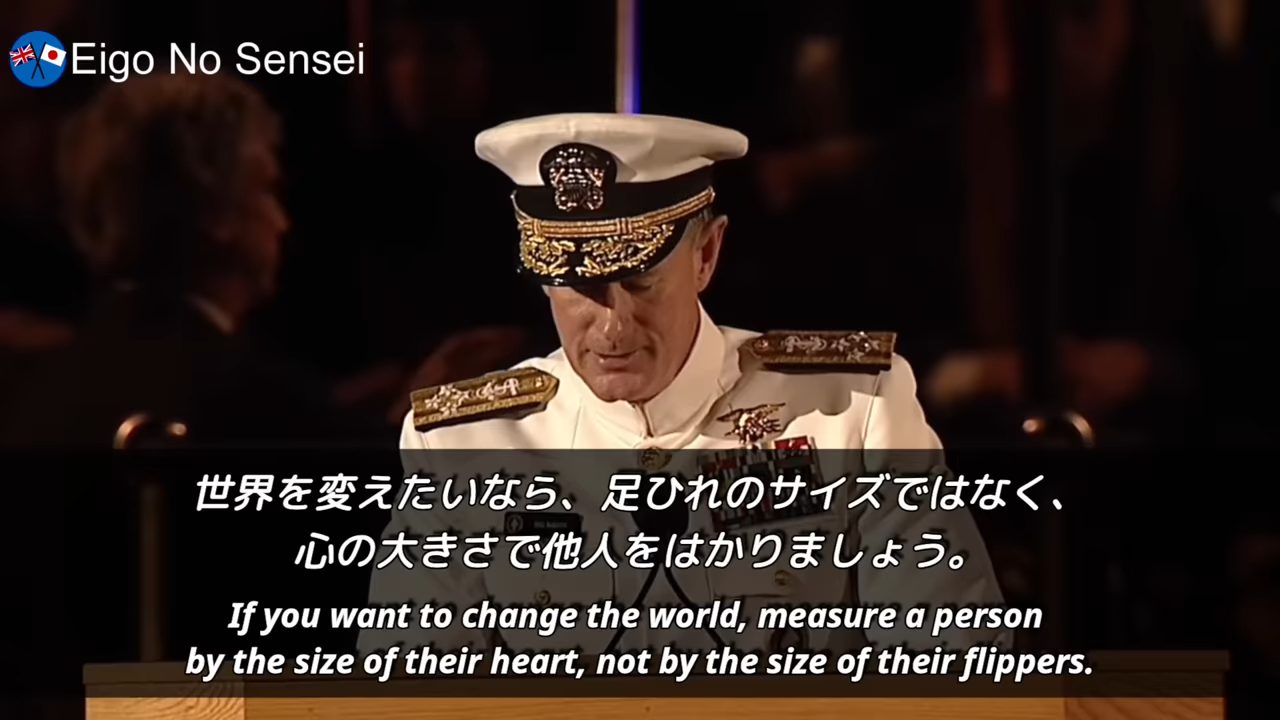 Eigo No Sensei
世界を変えたいなら、足ひれのサイズではなく、
心の大きさで他人をはかりましょう。
If you want to change the world, measure a person
by the size of their heart, not by the size of their flippers.